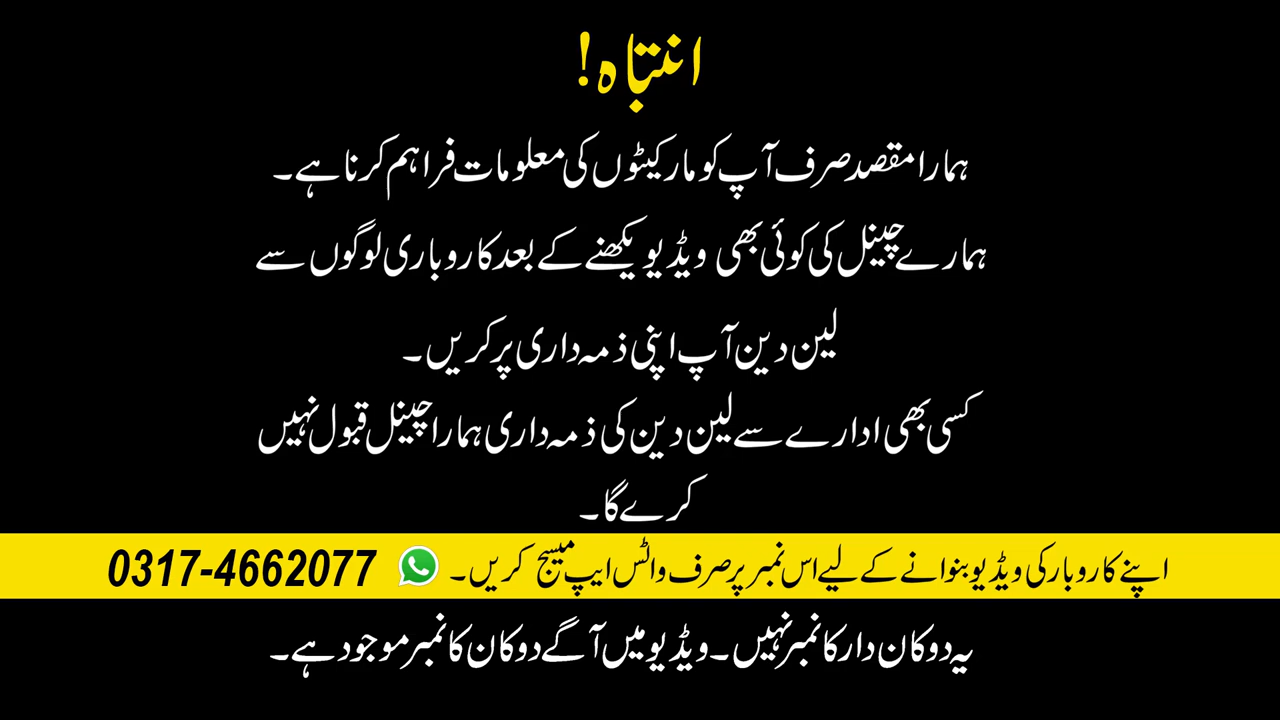 انتباہ!
ہمارا مقصد صرف آپ کو مارکیٹوں کی معلومات فراہم کرنا ہے۔
ہمارے چینل کی کوئی بھی ویڈیو یکھنے کے بعد کاروباری لوگوں سے
لین دین آپ اپنی ذمہ داری پر کریں۔
کسی بھی ادارے سے لین دین کی ذمہ داری ہمارا چینل قبول نہیں
کرے گا۔
اپنے کاروبار کی ویڈیو بنوانے کے لیے اس نمبر پر صرف واٹس ایپ میسج کریں۔ 0317-4662077
یہ دوکان دار کا نمبر نہیں۔ ویڈیو میں آگے دوکان کا نمبر موجود ہے۔